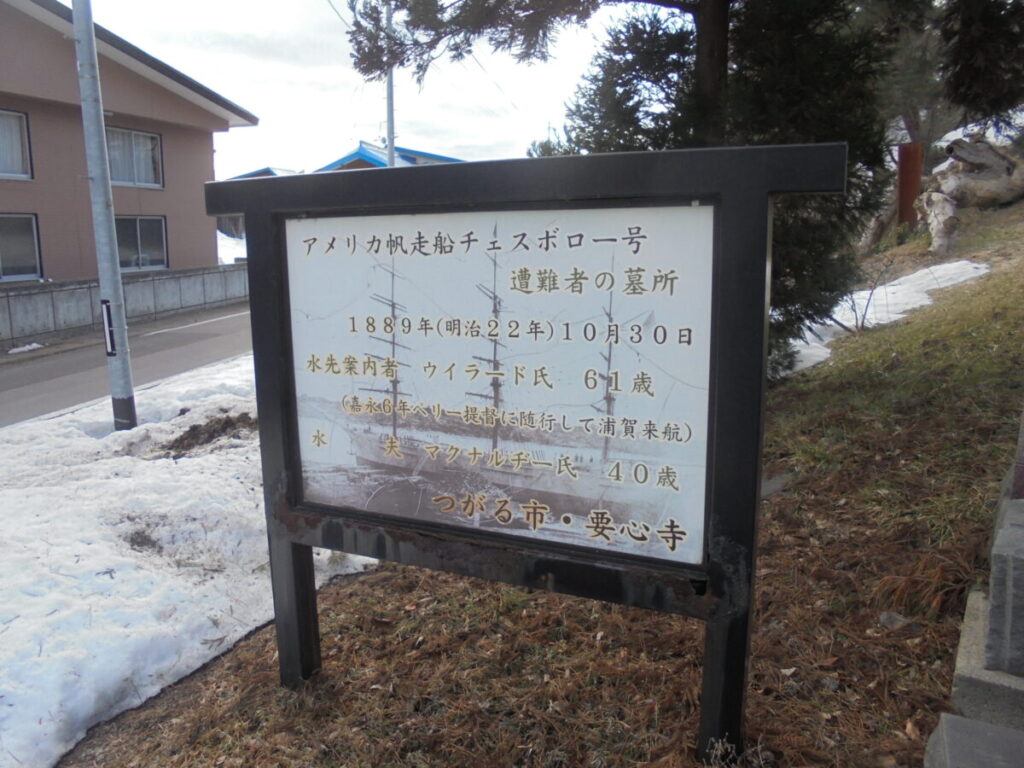 アメリカ帆走船チェスボロー号
遭難者の墓所
1889年(明治22年)10月30日
水先案内者 ウイラード氏 61歳
(嘉永6年ペリー提督に随行して浦賀来航)
水 夫 マクナルヂー氏 40歳
つがる市・要心寺